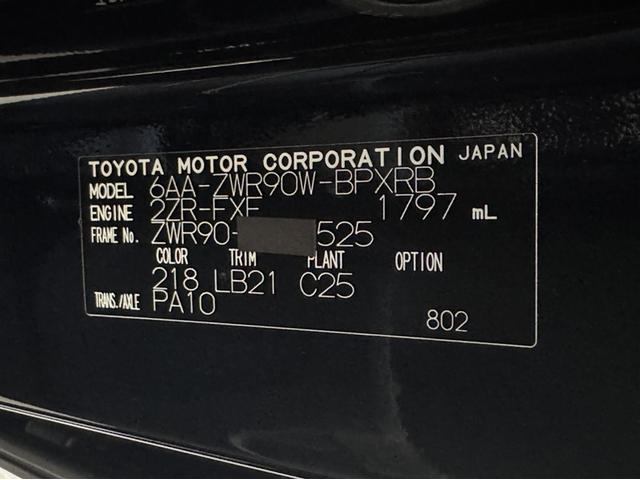 TOYOTA MOTOR CORPORATION JAPAN
MODEL 6AA-ZWR90W-BPXRB
ENGINE 2ZR-FXE 1797 mL
FRAME No. ZWR90- 525
COLOR TRIM PLANT OPTION
218 LB21 C25
TRANS./AXLE PA10
802